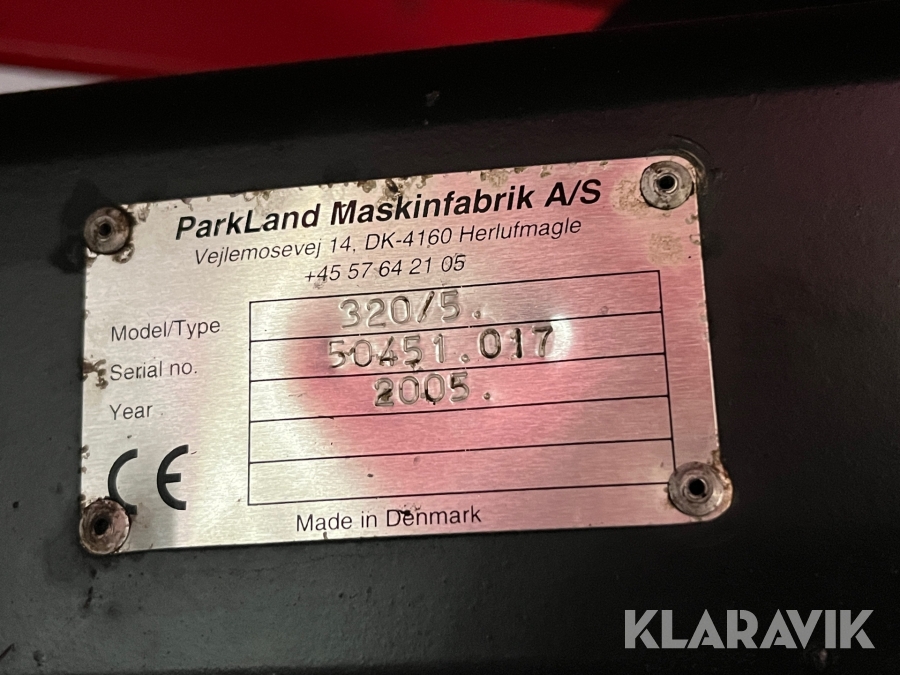 ParkLand Maskinfabrik A/S
Vejlemosevej 14, DK-4160 Herlufmagle
+45 57 64 21 05
Model/Type 320/5.
Serial no. 50451.017
Year 2005.
CE
Made in Denmark
KLARAVIK